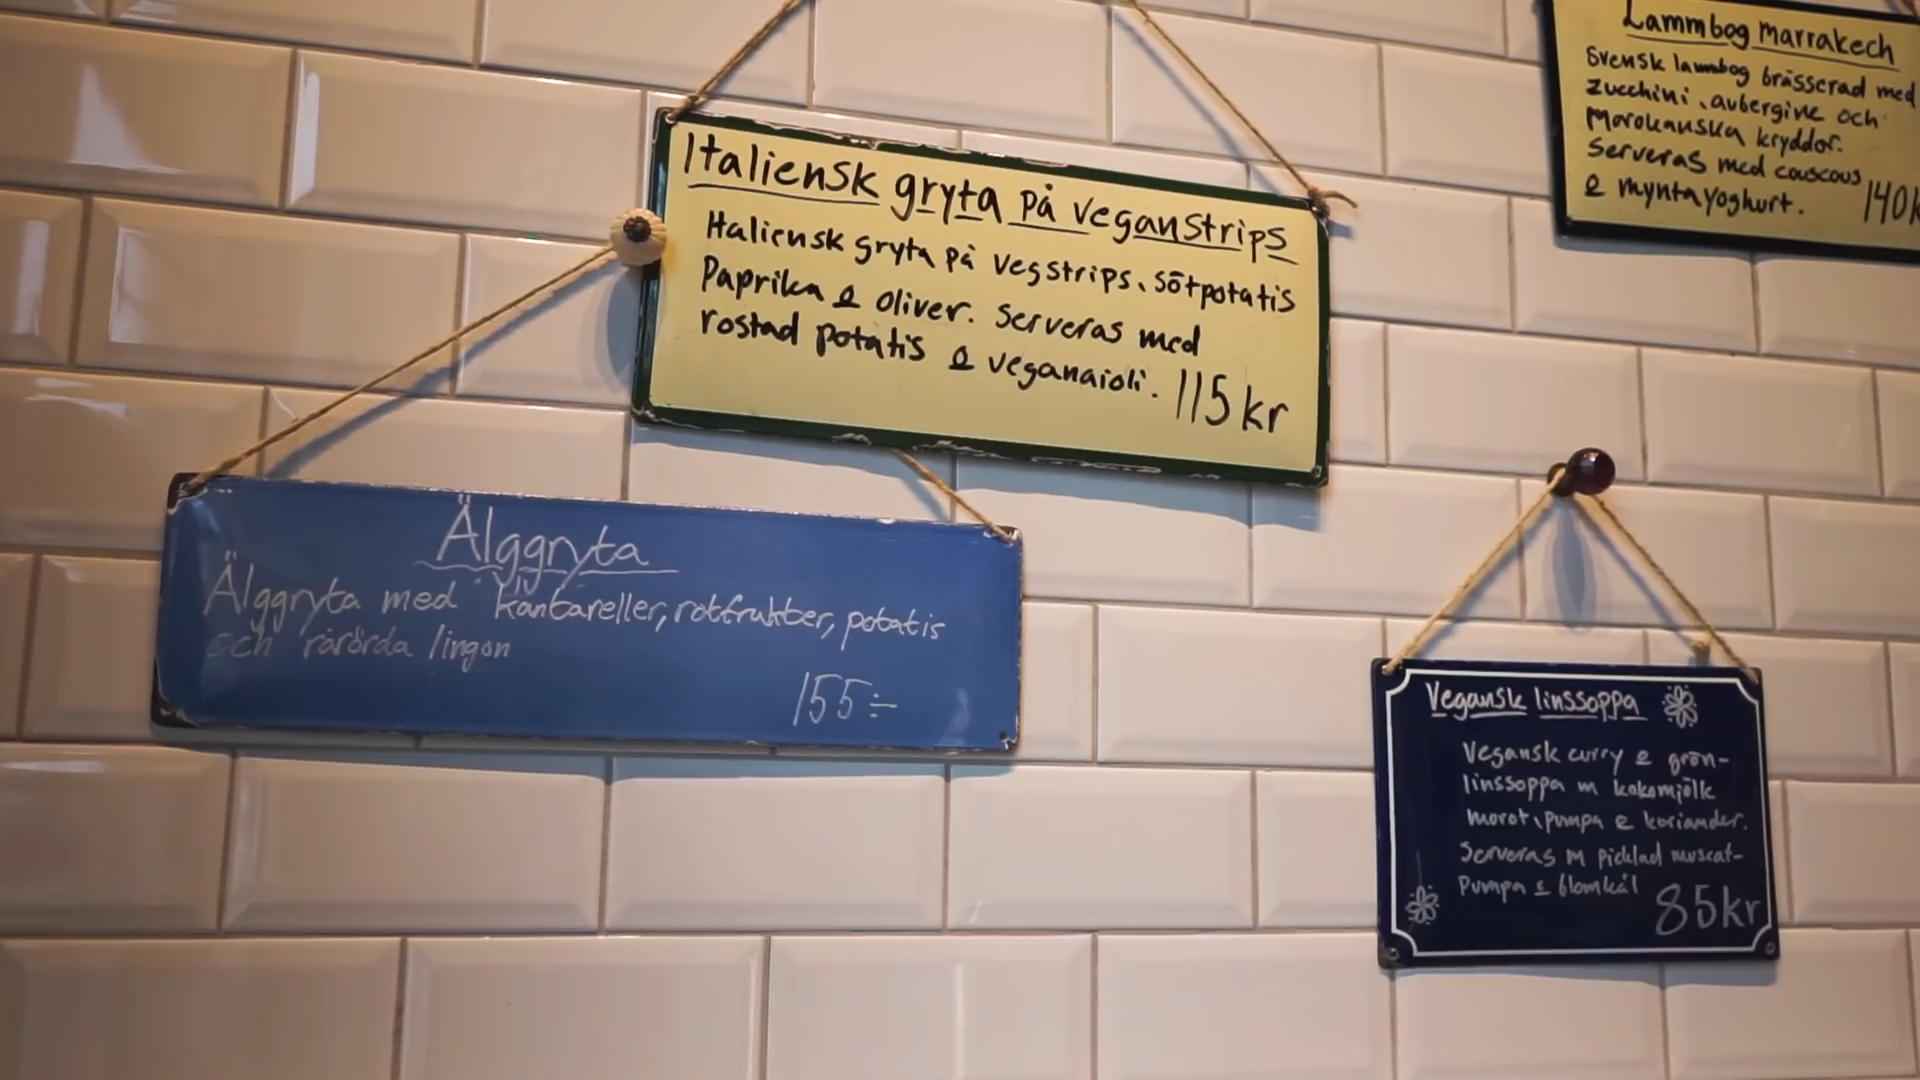 Italiensk gryta på veganstrips
Italiensk gryta på vegstrips, sötpotatis
Paprika & oliver. Serveras med
rostad potatis & veganaioli. 115 kr
Lammbog Marrakech
Svensk lammbog brässerad med
zucchini, aubergine och
Marokanska kryddor.
Serveras med couscous
& myntayoghurt. 140 k
Älggryta
Älggryta med kantareller, rotfrukter, potatis
och rårörda lingon
155:-
Vegansk linssoppa
Vegansk curry & grön-
linssoppa m kokosmjölk
morot, pumpa & koriander.
Serveras m picklad muscat-
Pumpa & blomkål
85kr